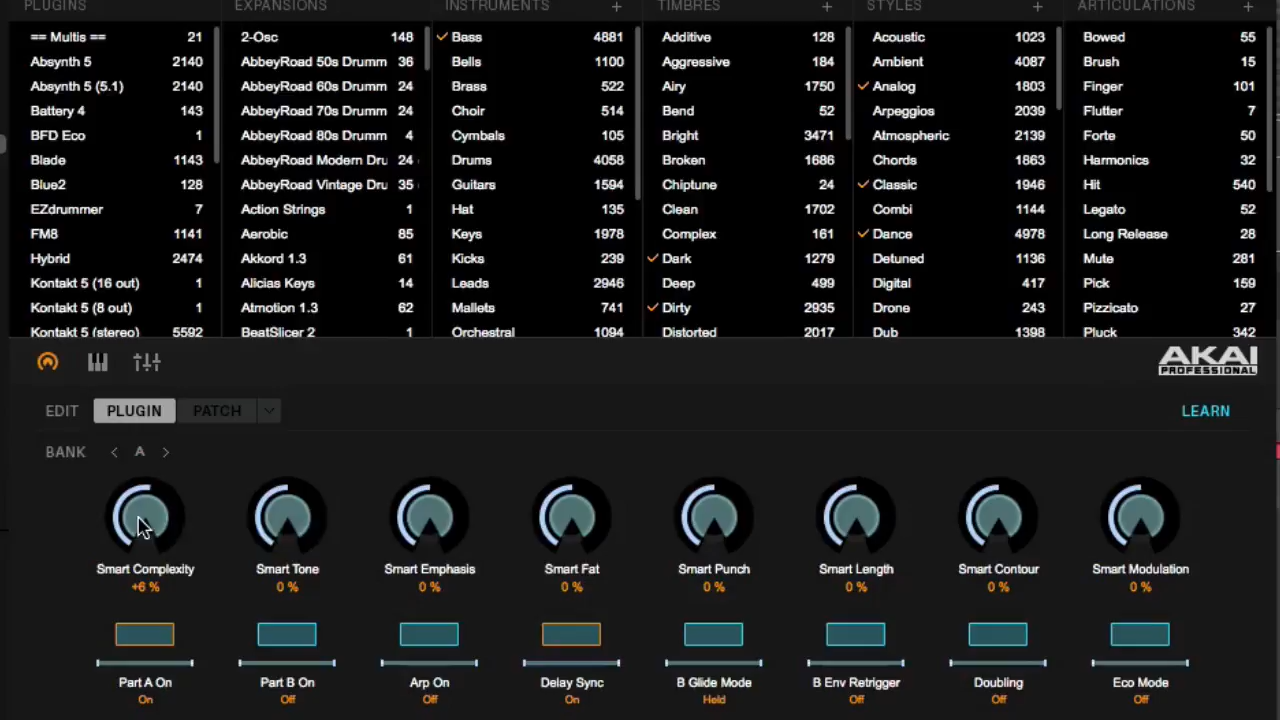 PLUGINS EXPANSIONS INSTRUMENTS + TIMBRES + STYLES + ARTICULATIONS +
== Multis == 21 2-Osc 148 Bass 4881 Additive 128 Acoustic 1023 Bowed 55
Absynth 5 2140 AbbeyRoad 50s Drumm 36 Bells 1100 Aggressive 184 Ambient 4087 Brush 15
Absynth 5 (5.1) 2140 AbbeyRoad 60s Drumm 24 Brass 522 Airy 1750 Analog 1803 Finger 101
Battery 4 143 AbbeyRoad 70s Drumm 24 Choir 514 Bend 52 Arpeggios 2039 Flutter 7
BFD Eco 1 AbbeyRoad 80s Drumm 4 Cymbals 105 Bright 3471 Atmospheric 2139 Forte 50
Blade 1143 AbbeyRoad Modern Dru 24 Drums 4058 Broken 1686 Chords 1863 Harmonics 32
Blue2 128 AbbeyRoad Vintage Dru 35 Guitars 1594 Chiptune 24 Classic 1946 Hit 540
EZdrummer 7 Action Strings 1 Hat 135 Clean 1702 Combi 1144 Legato 52
FM8 1141 Aerobic 85 Keys 1978 Complex 161 Dance 4978 Long Release 28
Hybrid 2474 Akkord 1.3 61 Kicks 239 Dark 1279 Detuned 1136 Mute 281
Kontakt 5 (16 out) 1 Alicias Keys 14 Leads 2946 Deep 499 Digital 417 Pick 159
Kontakt 5 (8 out) 1 Atmotion 1.3 62 Mallets 741 Dirty 2935 Drone 243 Pizzicato 27
Kontakt 5 (stereo) 5592 BeatSlicer 2 1 Orchestral 1094 Distorted 2017 Dub 1398 Pluck 342
AKAI
PROFESSIONAL
EDIT PLUGIN PATCH LEARN
BANK < A >
Smart Complexity Smart Tone Smart Emphasis Smart Fat Smart Punch Smart Length Smart Contour Smart Modulation
+6 % 0 % 0 % 0 % 0 % 0 % 0 % 0 %
Part A On Part B On Arp On Delay Sync B Glide Mode B Env Retrigger Doubling Eco Mode
On Off Off On Held Off Off Off